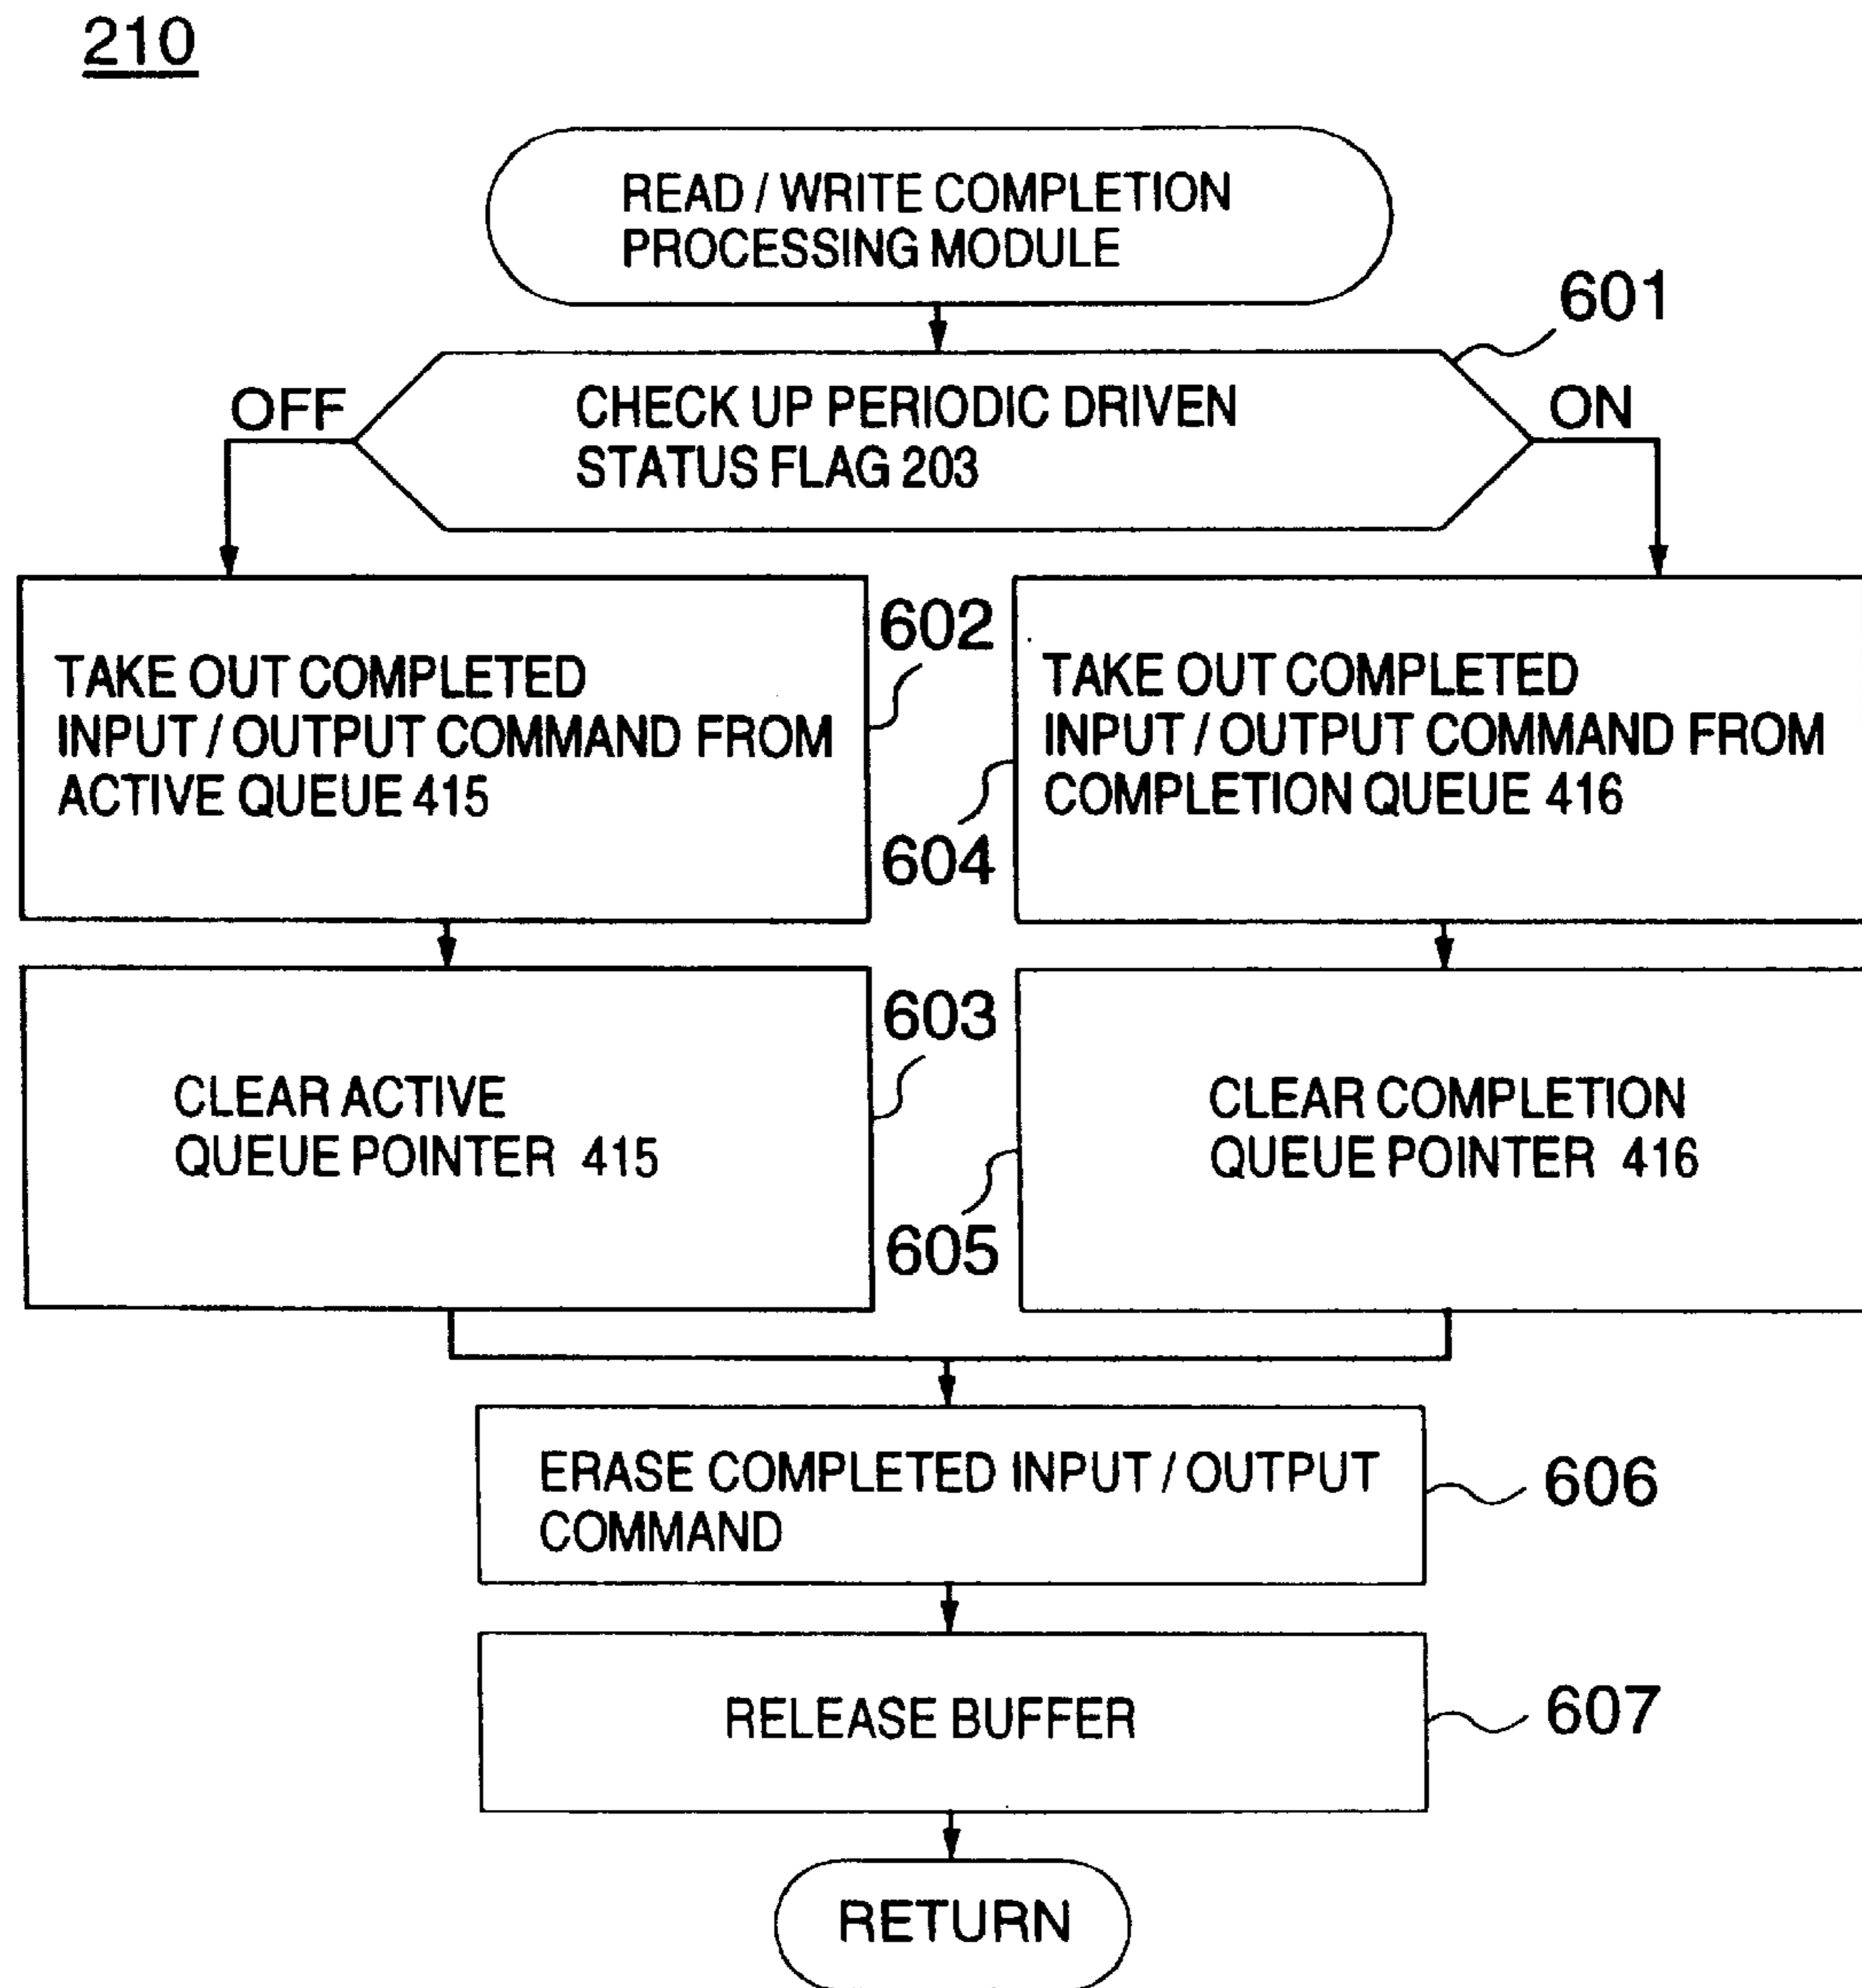 210
READ / WRITE COMPLETION
PROCESSING MODULE
601
OFF
CHECK UP PERIODIC DRIVEN
STATUS FLAG 203
ON
TAKE OUT COMPLETED
INPUT / OUTPUT COMMAND FROM
ACTIVE QUEUE 415
602
604
TAKE OUT COMPLETED
INPUT / OUTPUT COMMAND FROM
COMPLETION QUEUE 416
CLEAR ACTIVE
QUEUE POINTER 415
603
605
CLEAR COMPLETION
QUEUE POINTER 416
ERASE COMPLETED INPUT / OUTPUT
COMMAND
606
RELEASE BUFFER
607
RETURN